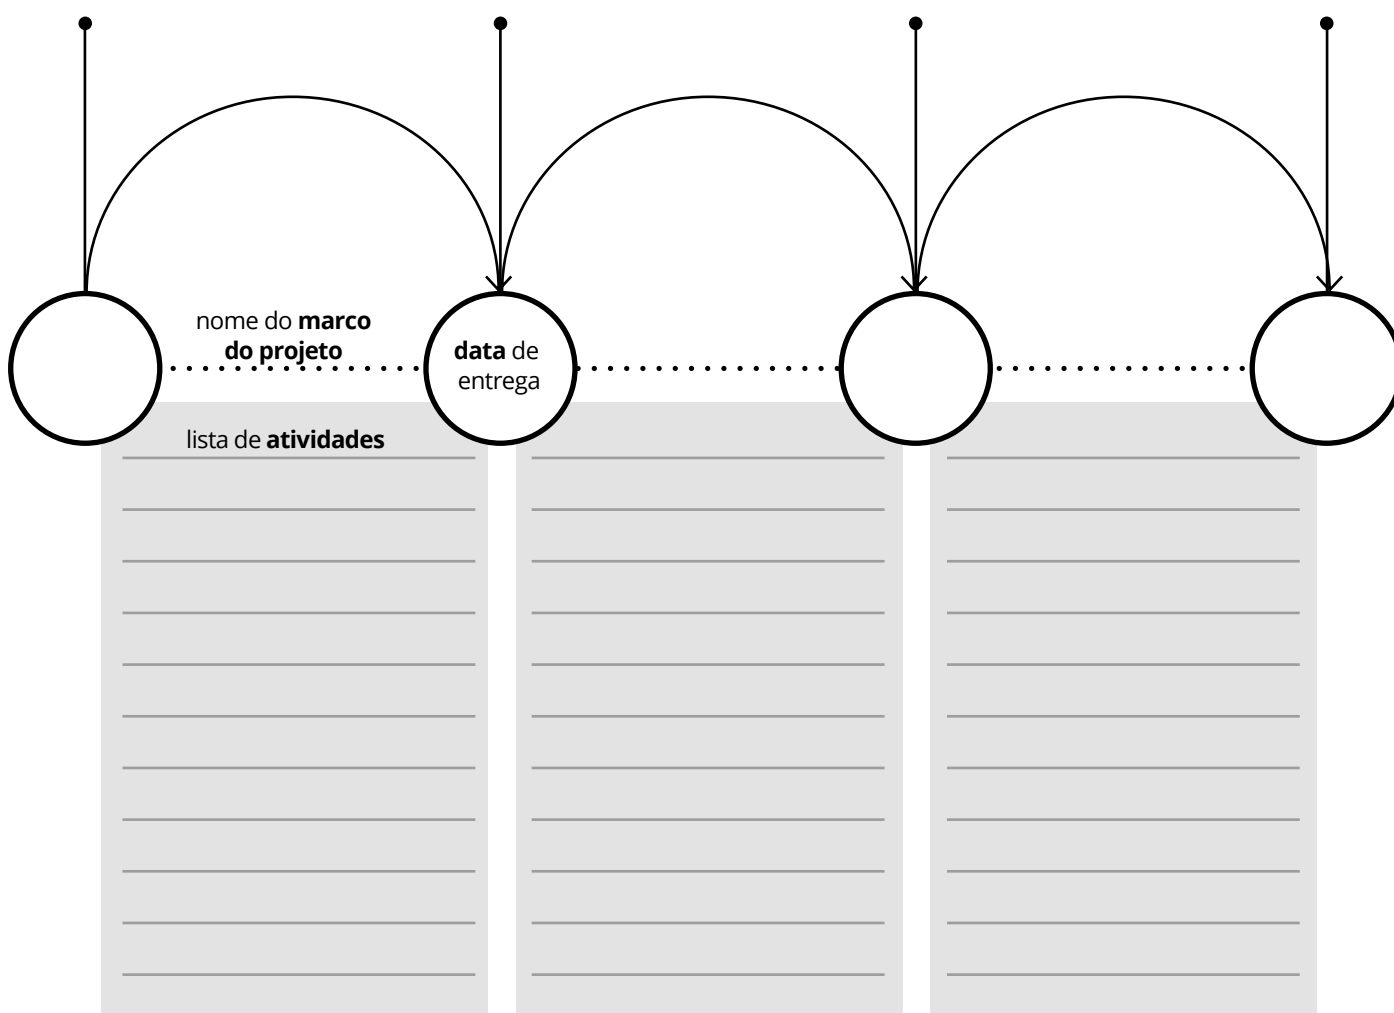 nome do marco
do projeto
data de
entrega
lista de atividades